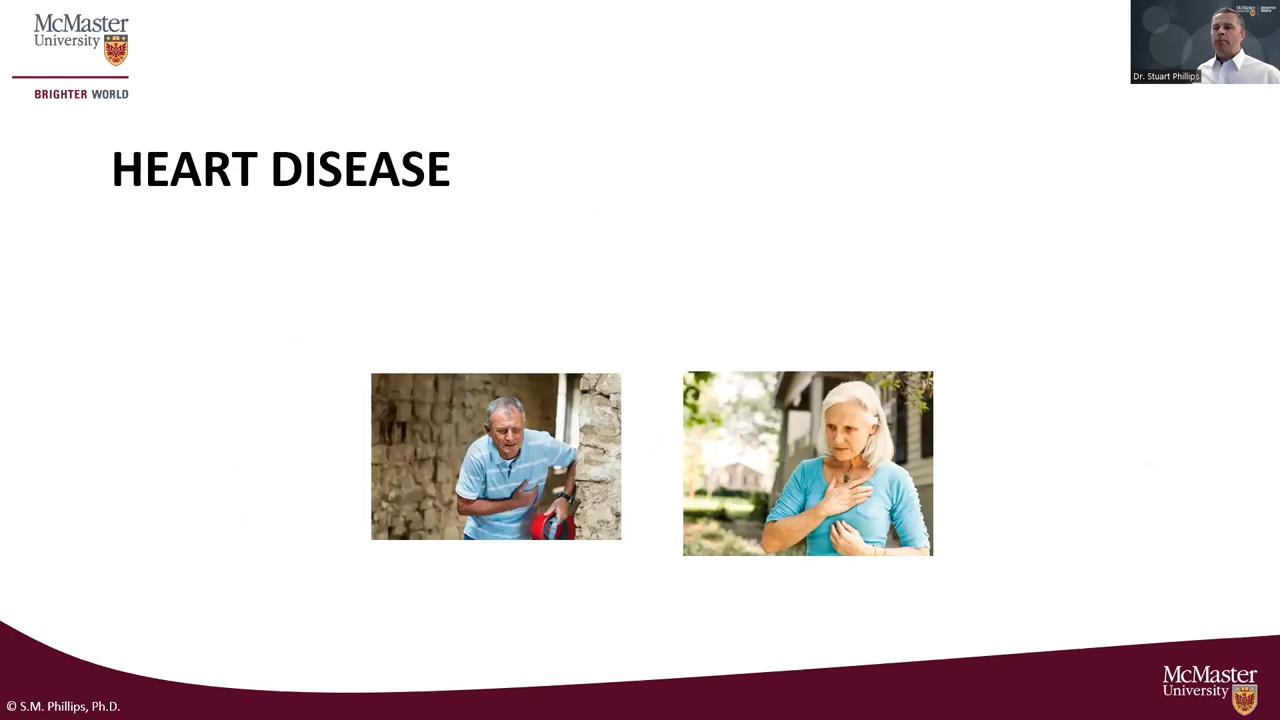 McMaster
University
BRIGHTER WORLD
Dr. Stuart Phillips
HEART DISEASE
© S.M. Phillips, Ph.D.
McMaster
University